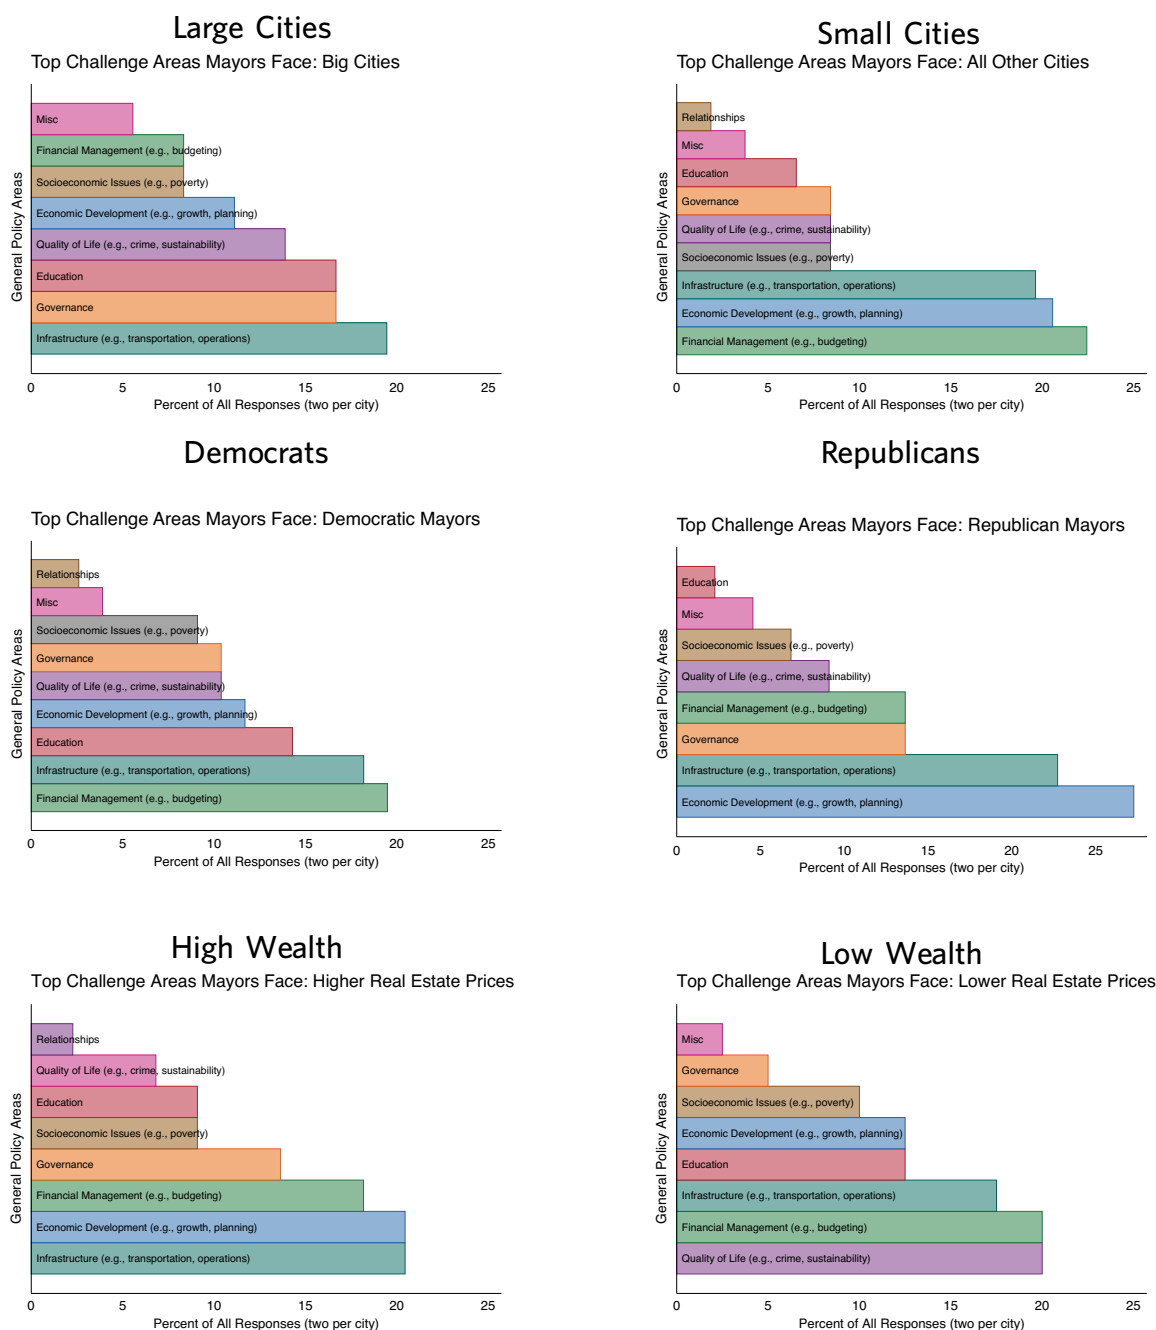 Large Cities
Top Challenge Areas Mayors Face: Big Cities
General Policy Areas
Misc
Financial Management (e.g., budgeting)
Socioeconomic Issues (e.g., poverty)
Economic Development (e.g., growth, planning)
Quality of Life (e.g., crime, sustainability)
Education
Governance
Infrastructure (e.g., transportation, operations)
0 5 10 15 20 25
Percent of All Responses (two per city)
Small Cities
Top Challenge Areas Mayors Face: All Other Cities
General Policy Areas
Relationships
Misc
Education
Governance
Quality of Life (e.g., crime, sustainability)
Socioeconomic Issues (e.g., poverty)
Infrastructure (e.g., transportation, operations)
Economic Development (e.g., growth, planning)
Financial Management (e.g., budgeting)
0 5 10 15 20 25
Percent of All Responses (two per city)
Democrats
Top Challenge Areas Mayors Face: Democratic Mayors
General Policy Areas
Relationships
Misc
Socioeconomic Issues (e.g., poverty)
Governance
Quality of Life (e.g., crime, sustainability)
Economic Development (e.g., growth, planning)
Education
Infrastructure (e.g., transportation, operations)
Financial Management (e.g., budgeting)
0 5 10 15 20 25
Percent of All Responses (two per city)
Republicans
Top Challenge Areas Mayors Face: Republican Mayors
General Policy Areas
Education
Misc
Socioeconomic Issues (e.g., poverty)
Quality of Life (e.g., crime, sustainability)
Financial Management (e.g., budgeting)
Governance
Infrastructure (e.g., transportation, operations)
Economic Development (e.g., growth, planning)
0 5 10 15 20 25
Percent of All Responses (two per city)
High Wealth
Top Challenge Areas Mayors Face: Higher Real Estate Prices
General Policy Areas
Relationships
Quality of Life (e.g., crime, sustainability)
Education
Socioeconomic Issues (e.g., poverty)
Governance
Financial Management (e.g., budgeting)
Economic Development (e.g., growth, planning)
Infrastructure (e.g., transportation, operations)
0 5 10 15 20 25
Percent of All Responses (two per city)
Low Wealth
Top Challenge Areas Mayors Face: Lower Real Estate Prices
General Policy Areas
Misc
Governance
Socioeconomic Issues (e.g., poverty)
Economic Development (e.g., growth, planning)
Education
Infrastructure (e.g., transportation, operations)
Financial Management (e.g., budgeting)
Quality of Life (e.g., crime, sustainability)
0 5 10 15 20 25
Percent of All Responses (two per city)